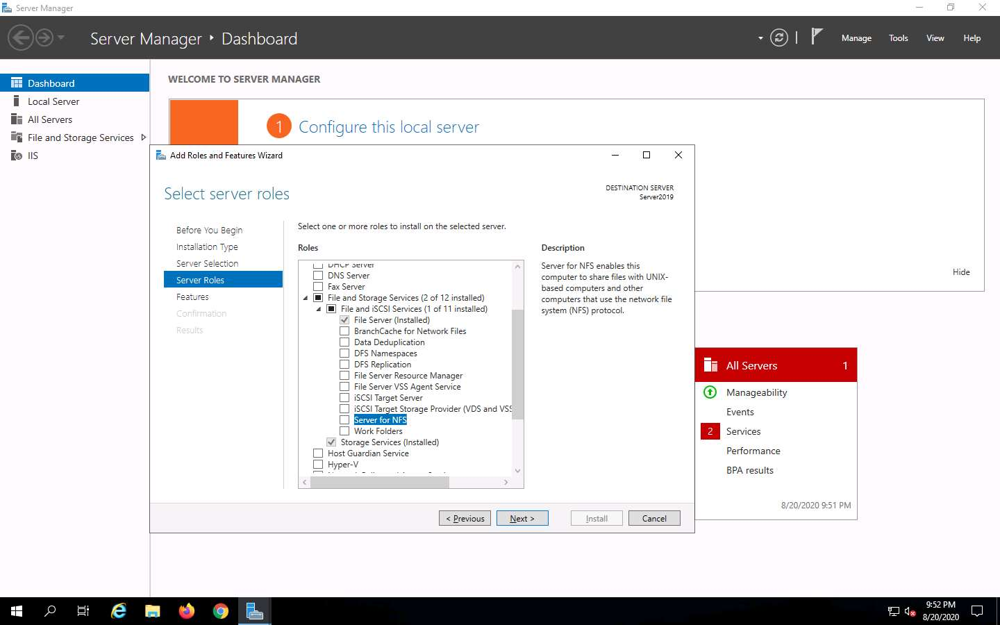 Server Manager
Server Manager ‣ Dashboard
Manage Tools View Help
Dashboard
Local Server
All Servers
File and Storage Services
IIS
WELCOME TO SERVER MANAGER
1 Configure this local server
Hide
Add Roles and Features Wizard
Select server roles
DESTINATION SERVER
Server2019
Before You Begin
Installation Type
Server Selection
Server Roles
Features
Confirmation
Results
Select one or more roles to install on the selected server.
Roles
DHCP Server
DNS Server
Fax Server
File and Storage Services (2 of 12 installed)
File and iSCSI Services (1 of 11 installed)
File Server (Installed)
BranchCache for Network Files
Data Deduplication
DFS Namespaces
DFS Replication
File Server Resource Manager
File Server VSS Agent Service
iSCSI Target Server
iSCSI Target Storage Provider (VDS and VSS
Server for NFS
Work Folders
Storage Services (Installed)
Host Guardian Service
Hyper-V
Description
Server for NFS enables this
computer to share files with UNIX-
based computers and other
computers that use the network file
system (NFS) protocol.
< Previous
Next >
Install
Cancel
All Servers 1
Manageability
Events
2 Services
Performance
BPA results
8/20/2020 9:51 PM
9:52 PM
8/20/2020